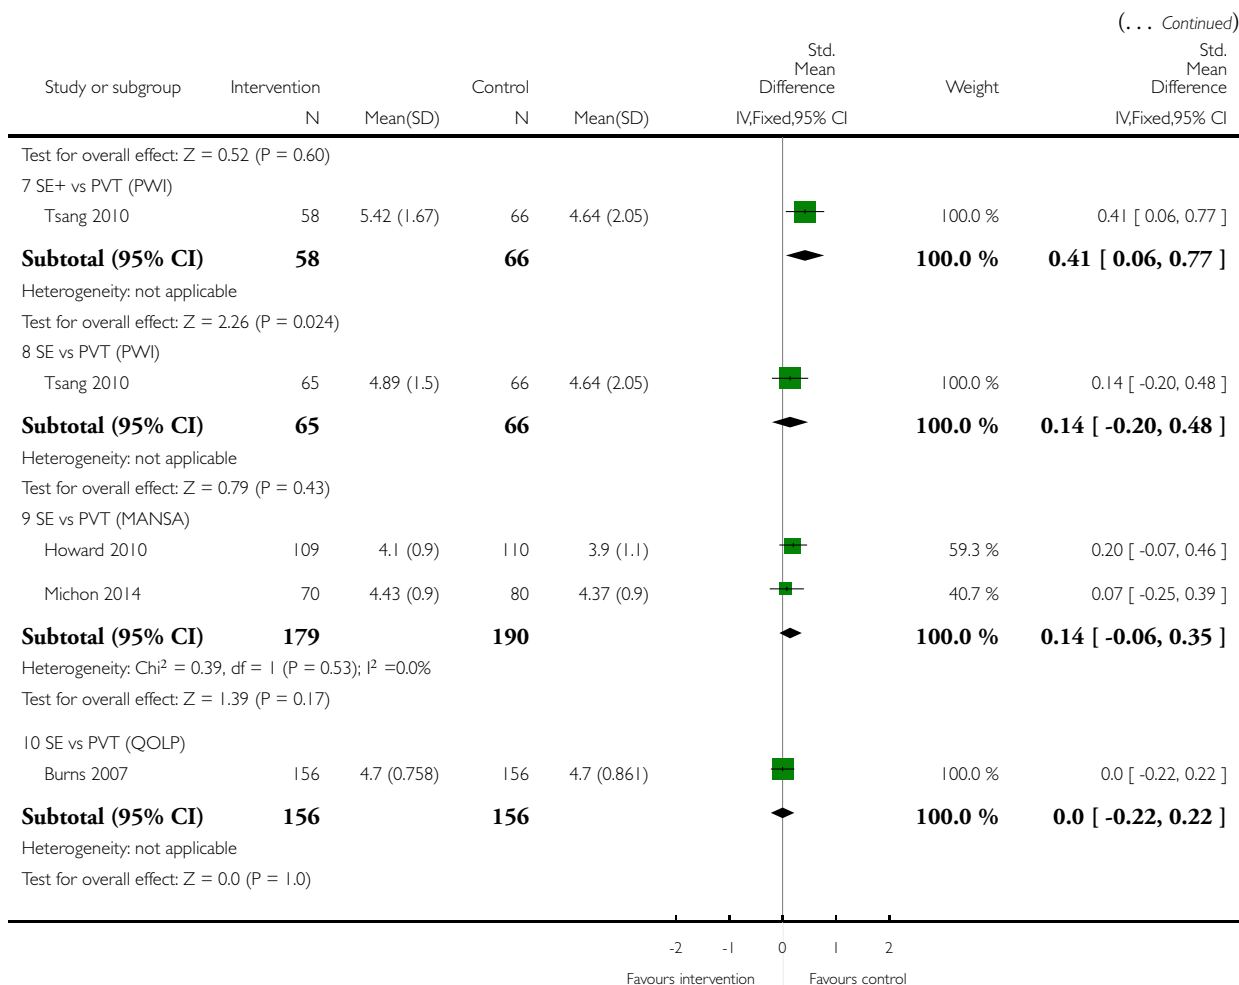 (... Continued)
Study or subgroup Intervention Control Std. Mean Difference Weight Std. Mean Difference
N Mean(SD) N Mean(SD) IV,Fixed,95% CI IV,Fixed,95% CI
Test for overall effect: Z = 0.52 (P = 0.60)
7 SE+ vs PVT (PWI)
Tsang 2010 58 5.42 (1.67) 66 4.64 (2.05) 100.0 % 0.41 [ 0.06, 0.77 ]
Subtotal (95% CI) 58 66 100.0 % 0.41 [ 0.06, 0.77 ]
Heterogeneity: not applicable
Test for overall effect: Z = 2.26 (P = 0.024)
8 SE vs PVT (PWI)
Tsang 2010 65 4.89 (1.5) 66 4.64 (2.05) 100.0 % 0.14 [ -0.20, 0.48 ]
Subtotal (95% CI) 65 66 100.0 % 0.14 [ -0.20, 0.48 ]
Heterogeneity: not applicable
Test for overall effect: Z = 0.79 (P = 0.43)
9 SE vs PVT (MANSA)
Howard 2010 109 4.1 (0.9) 110 3.9 (1.1) 59.3 % 0.20 [ -0.07, 0.46 ]
Michon 2014 70 4.43 (0.9) 80 4.37 (0.9) 40.7 % 0.07 [ -0.25, 0.39 ]
Subtotal (95% CI) 179 190 100.0 % 0.14 [ -0.06, 0.35 ]
Heterogeneity: Chi² = 0.39, df = 1 (P = 0.53); I² =0.0%
Test for overall effect: Z = 1.39 (P = 0.17)
10 SE vs PVT (QOLP)
Burns 2007 156 4.7 (0.758) 156 4.7 (0.861) 100.0 % 0.0 [ -0.22, 0.22 ]
Subtotal (95% CI) 156 156 100.0 % 0.0 [ -0.22, 0.22 ]
Heterogeneity: not applicable
Test for overall effect: Z = 0.0 (P = 1.0)
-2 -1 0 1 2
Favours intervention Favours control